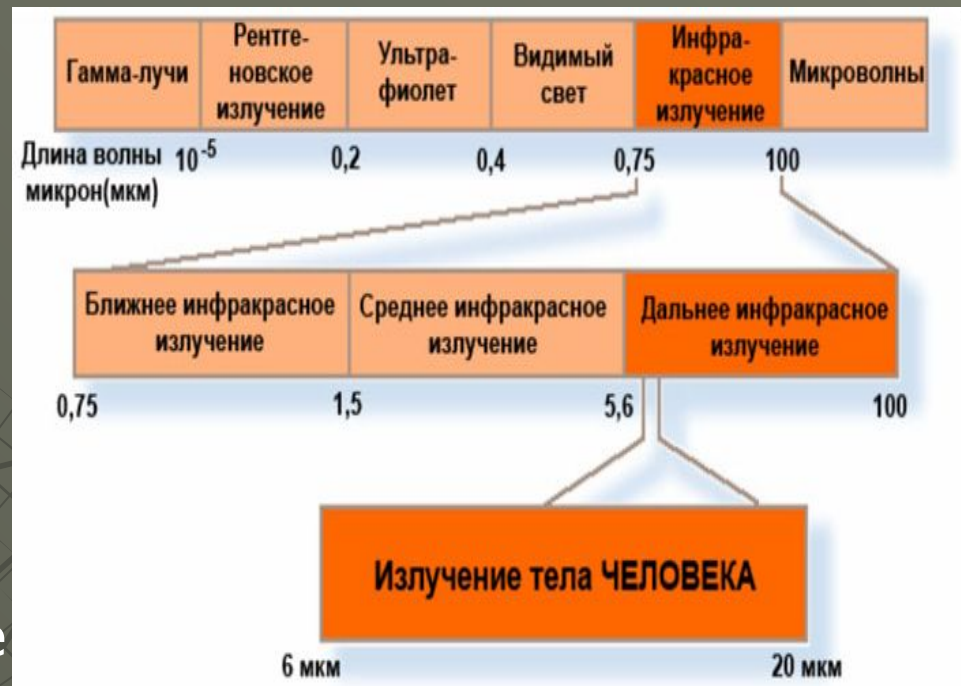 Гамма-лучи
Рентге-
новское
излучение
Ультра-
фиолет
Видимый
свет
Инфра-
красное
излучение
Микроволны
Длина волны
микрон(мкм)
10⁻⁵
0,2
0,4
0,75
100
Ближнее инфракрасное
излучение
Среднее инфракрасное
излучение
Дальнее инфракрасное
излучение
0,75
1,5
5,6
100
Излучение тела ЧЕЛОВЕКА
6 мкм
20 мкм
е